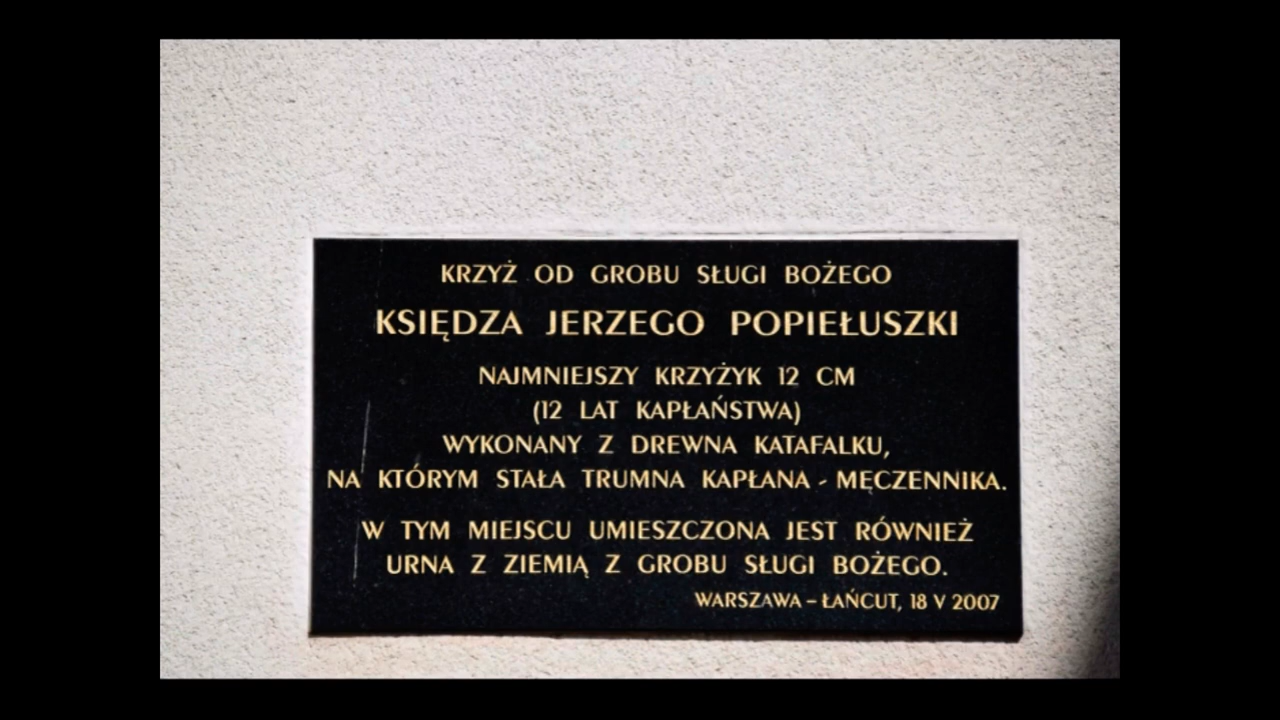 KRZYŻ OD GROBU SŁUGI BOŻEGO
KSIĘDZA JERZEGO POPIEŁUSZKI
NAJMNIEJSZY KRZYŻYK 12 CM
(12 LAT KAPŁAŃSTWA)
WYKONANY Z DREWNA KATAFALKU,
NA KTÓRYM STAŁA TRUMNA KAPŁANA - MĘCZENNIKA.
W TYM MIEJSCU UMIESZCZONA JEST RÓWNIEŻ
URNA Z ZIEMIĄ Z GROBU SŁUGI BOŻEGO.
WARSZAWA – ŁAŃCUT, 18 V 2007